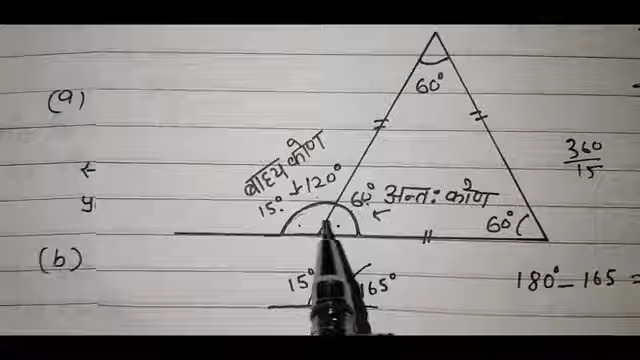 60°
(a)
360
15
बाह्य कोण
15° + 120°
60° अन्तः कोण
60°
y
(b)
15° 165°
180° - 165 =